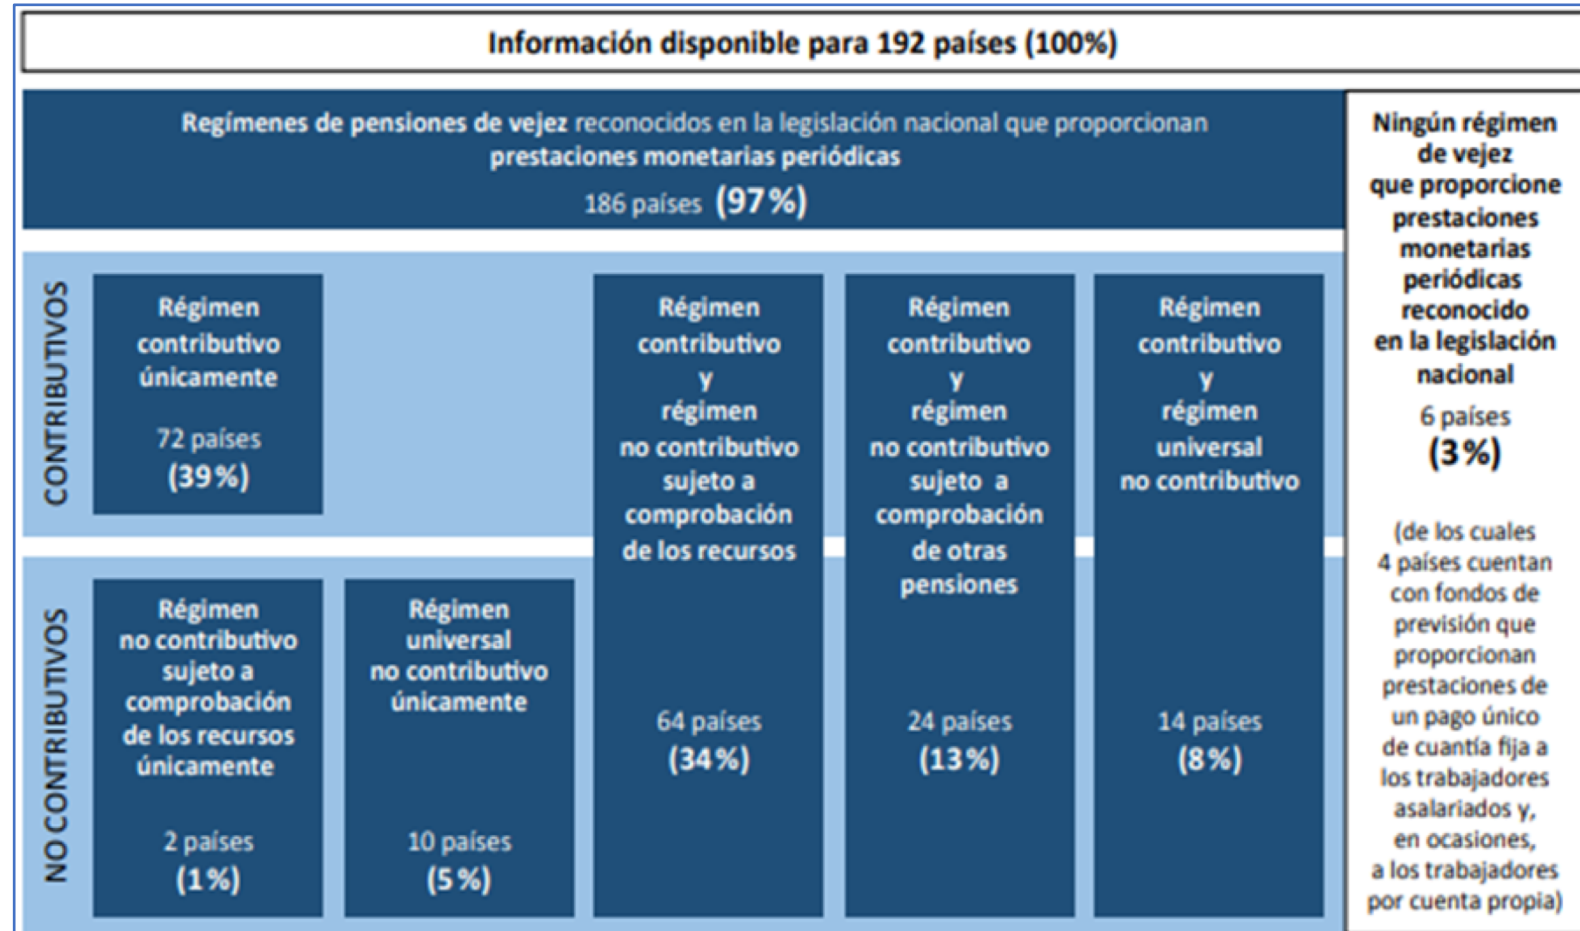 Información disponible para 192 países (100%)
Regímenes de pensiones de vejez reconocidos en la legislación nacional que proporcionan
prestaciones monetarias periódicas
186 países (97%)
CONTRIBUTIVOS
Régimen
contributivo
únicamente
72 países
(39%)
Régimen
contributivo
y
régimen
no contributivo
sujeto a
comprobación
de los recursos
64 países
(34%)
Régimen
contributivo
y
régimen
no contributivo
sujeto a
comprobación
de otras
pensiones
24 países
(13%)
Régimen
contributivo
y
régimen
universal
no contributivo
14 países
(8%)
NO CONTRIBUTIVOS
Régimen
no contributivo
sujeto a
comprobación
de los recursos
únicamente
2 países
(1%)
Régimen
universal
no contributivo
únicamente
10 países
(5%)
Ningún régimen
de vejez
que proporcione
prestaciones
monetarias
periódicas
reconocido
en la legislación
nacional
6 países
(3%)
(de los cuales
4 países cuentan
con fondos de
previsión que
proporcionan
prestaciones de
un pago único
de cuantía fija a
los trabajadores
asalariados y,
en ocasiones,
a los trabajadores
por cuenta propia)